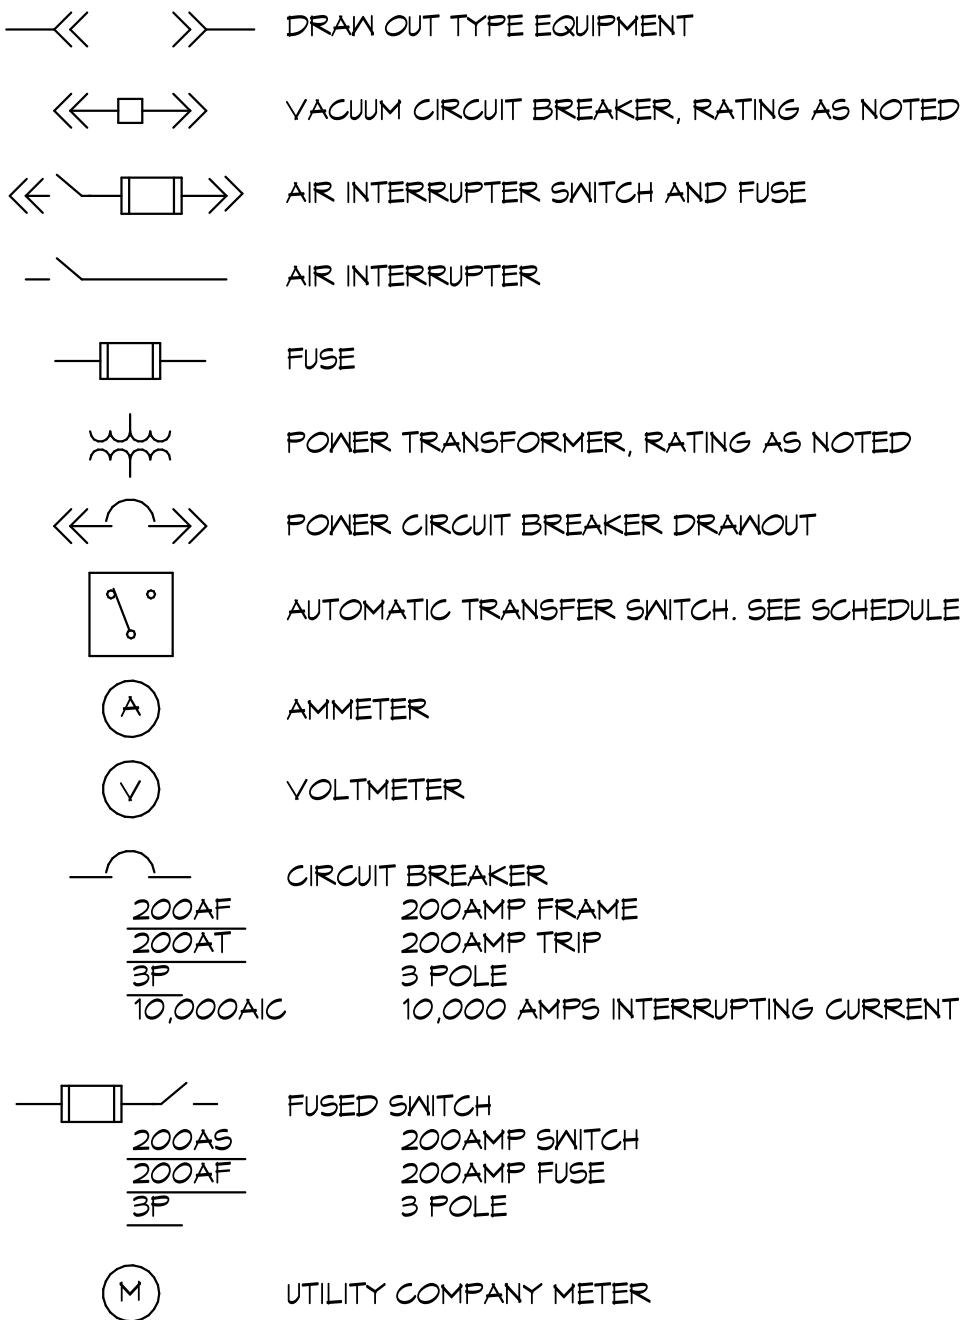 DRAW OUT TYPE EQUIPMENT
VACUUM CIRCUIT BREAKER, RATING AS NOTED
AIR INTERRUPTER SWITCH AND FUSE
AIR INTERRUPTER
FUSE
POWER TRANSFORMER, RATING AS NOTED
POWER CIRCUIT BREAKER DRAWOUT
AUTOMATIC TRANSFER SWITCH. SEE SCHEDULE
A AMMETER
V VOLTMETER
CIRCUIT BREAKER
200AF 200AMP FRAME
200AT 200AMP TRIP
3P 3 POLE
10,000AIC 10,000 AMPS INTERRUPTING CURRENT
FUSED SWITCH
200AS 200AMP SWITCH
200AF 200AMP FUSE
3P 3 POLE
M UTILITY COMPANY METER